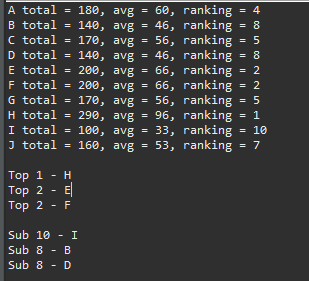 A total = 180, avg = 60, ranking = 4
B total = 140, avg = 46, ranking = 8
C total = 170, avg = 56, ranking = 5
D total = 140, avg = 46, ranking = 8
E total = 200, avg = 66, ranking = 2
F total = 200, avg = 66, ranking = 2
G total = 170, avg = 56, ranking = 5
H total = 290, avg = 96, ranking = 1
I total = 100, avg = 33, ranking = 10
J total = 160, avg = 53, ranking = 7
Top 1 - H
Top 2 - E
Top 2 - F
Sub 10 - I
Sub 8 - B
Sub 8 - D